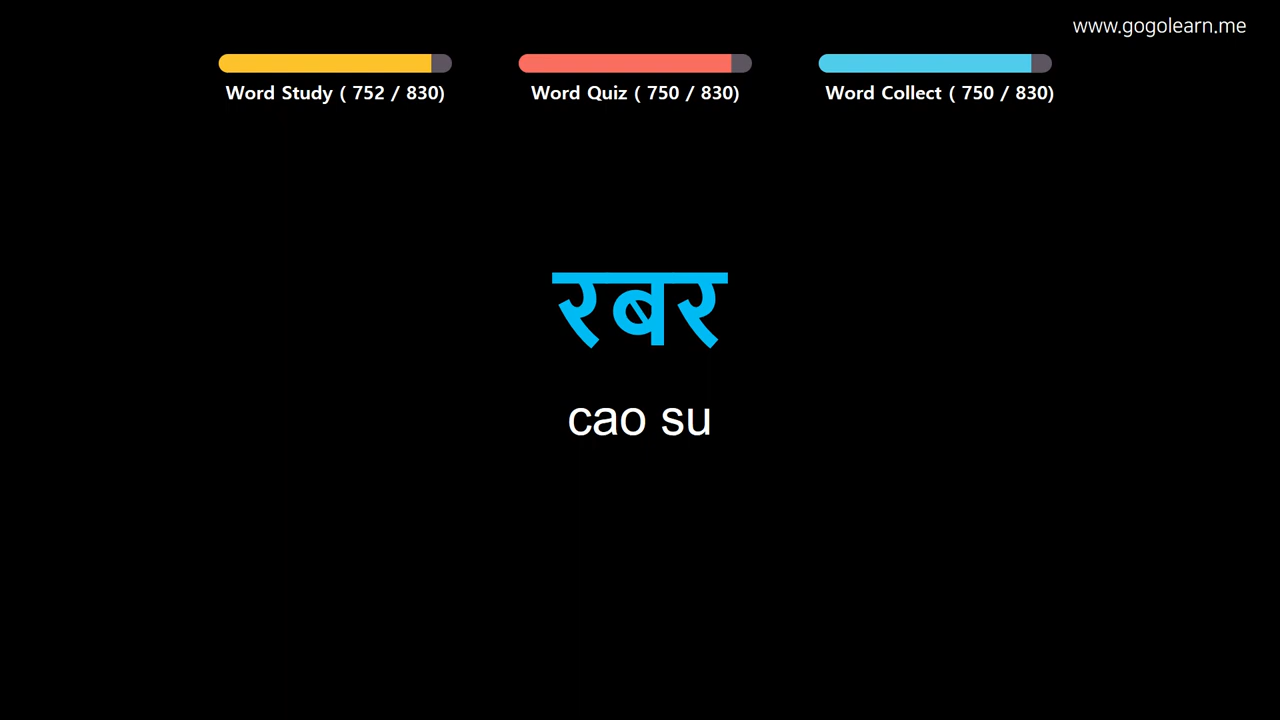 www.gogolearn.me
Word Study ( 752 / 830)
Word Quiz ( 750 / 830)
Word Collect ( 750 / 830)
रबर
cao su